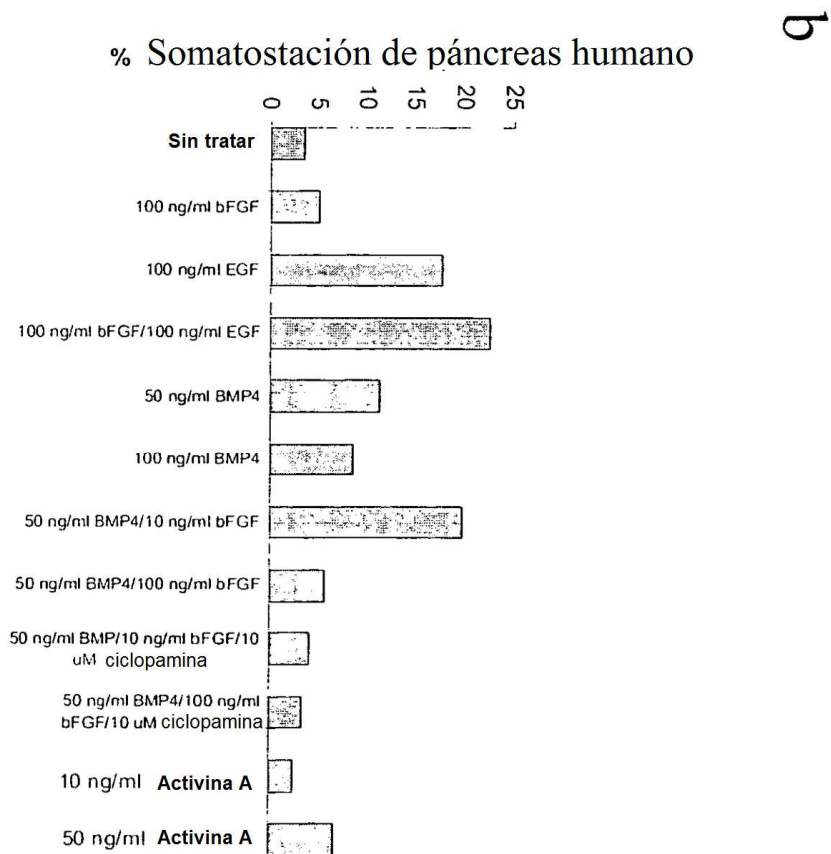 b
% Somatostación de páncreas humano
0 5 10 15 20 25
Sin tratar
100 ng/ml bFGF
100 ng/ml EGF
100 ng/ml bFGF/100 ng/ml EGF
50 ng/ml BMP4
100 ng/ml BMP4
50 ng/ml BMP4/10 ng/ml bFGF
50 ng/ml BMP4/100 ng/ml bFGF
50 ng/ml BMP/10 ng/ml bFGF/10
uM ciclopamina
50 ng/ml BMP4/100 ng/ml
bFGF/10 uM ciclopamina
10 ng/ml Activina A
50 ng/ml Activina A